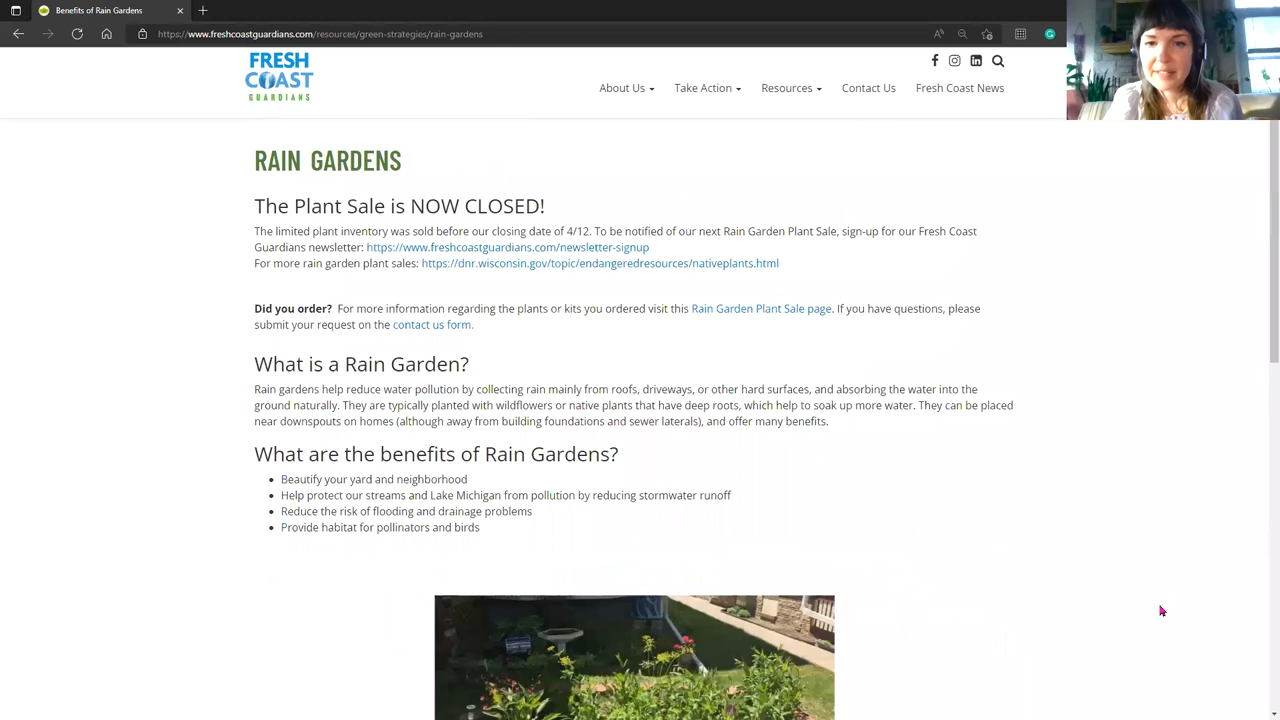 Benefits of Rain Gardens
https://www.freshcoastguardians.com/resources/green-strategies/rain-gardens
FRESH
COAST
GUARDIANS
About Us
Take Action
Resources
Contact Us
Fresh Coast News
RAIN GARDENS
The Plant Sale is NOW CLOSED!
The limited plant inventory was sold before our closing date of 4/12. To be notified of our next Rain Garden Plant Sale, sign-up for our Fresh Coast
Guardians newsletter: https://www.freshcoastguardians.com/newsletter-signup
For more rain garden plant sales: https://dnr.wisconsin.gov/topic/endangeredresources/nativeplants.html
Did you order? For more information regarding the plants or kits you ordered visit this Rain Garden Plant Sale page. If you have questions, please
submit your request on the contact us form.
What is a Rain Garden?
Rain gardens help reduce water pollution by collecting rain mainly from roofs, driveways, or other hard surfaces, and absorbing the water into the
ground naturally. They are typically planted with wildflowers or native plants that have deep roots, which help to soak up more water. They can be placed
near downspouts on homes (although away from building foundations and sewer laterals), and offer many benefits.
What are the benefits of Rain Gardens?
• Beautify your yard and neighborhood
• Help protect our streams and Lake Michigan from pollution by reducing stormwater runoff
• Reduce the risk of flooding and drainage problems
• Provide habitat for pollinators and birds